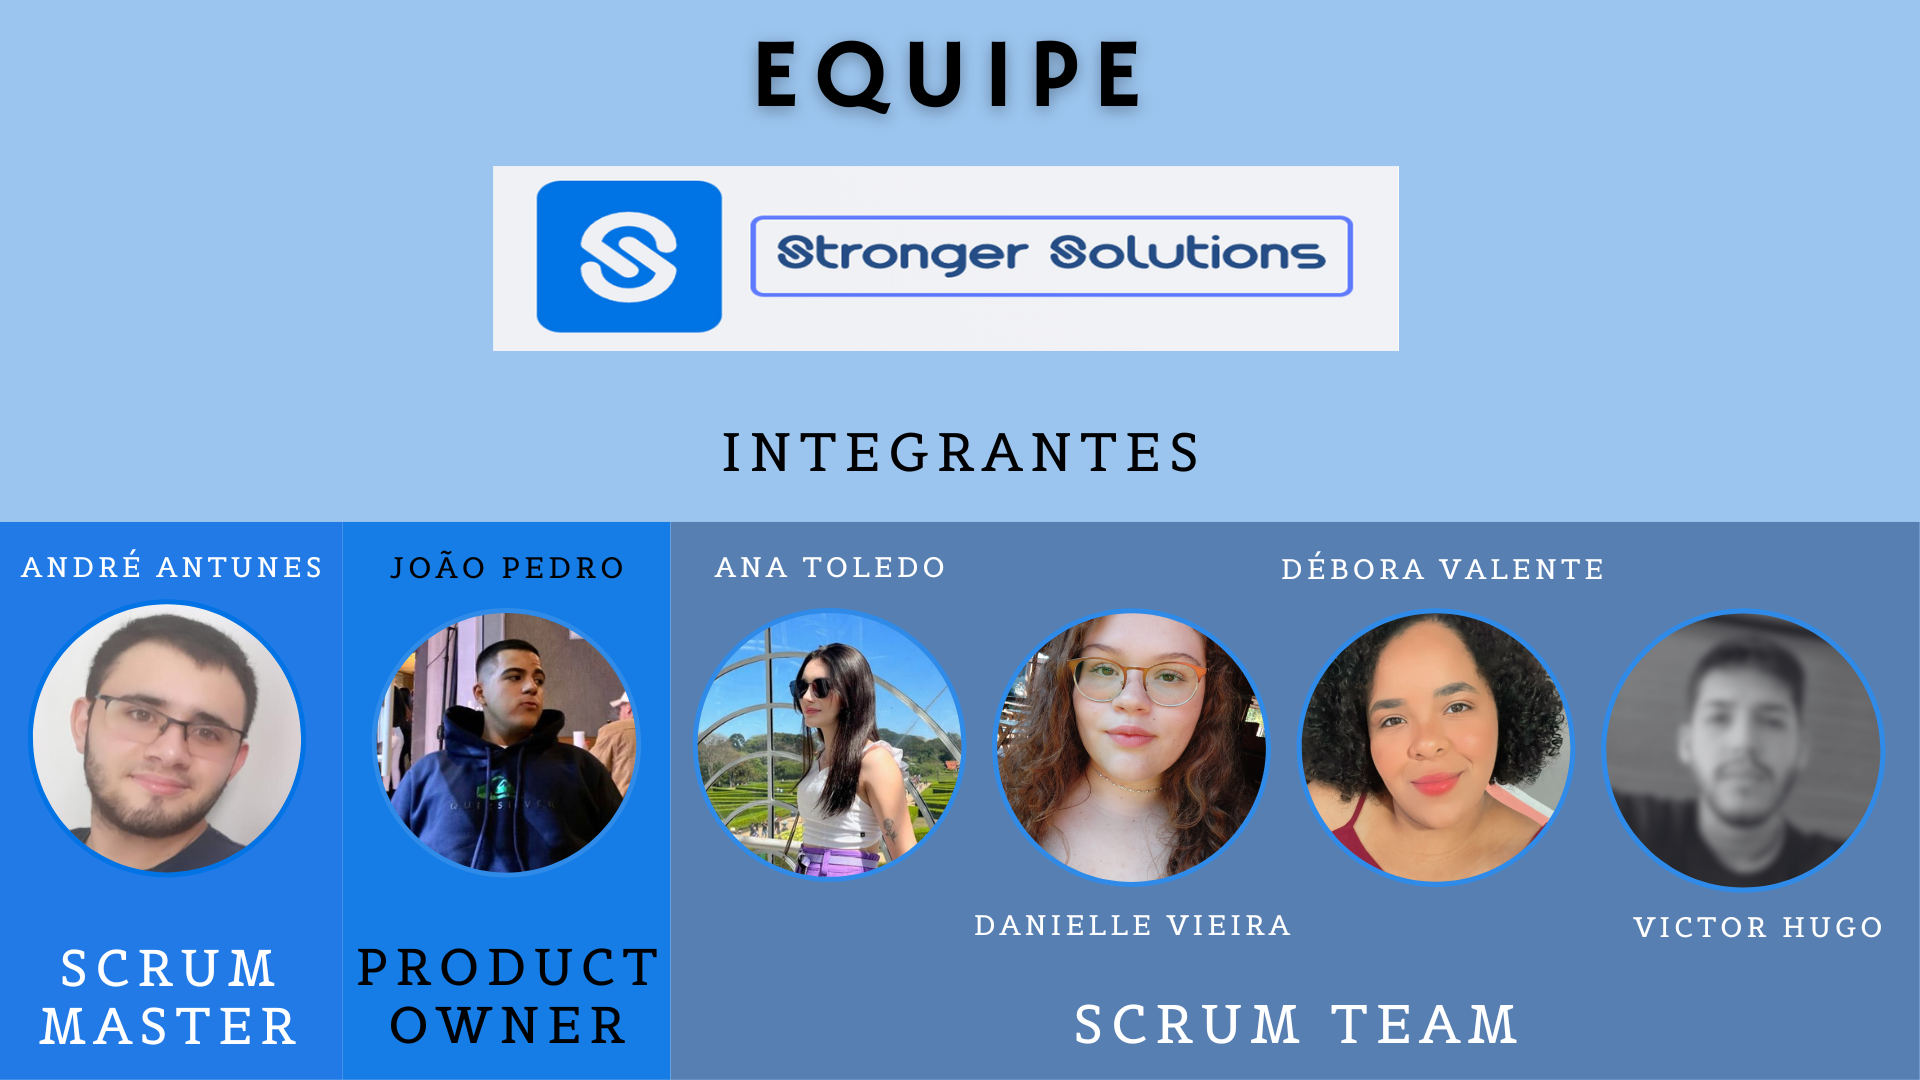 EQUIPE
S
Stronger Solutions
INTEGRANTES
ANDRÉ ANTUNES
JOÃO PEDRO
ANA TOLEDO
DÉBORA VALENTE
QUIKSILVER
DANIELLE VIEIRA
VICTOR HUGO
SCRUM
MASTER
PRODUCT
OWNER
SCRUM TEAM